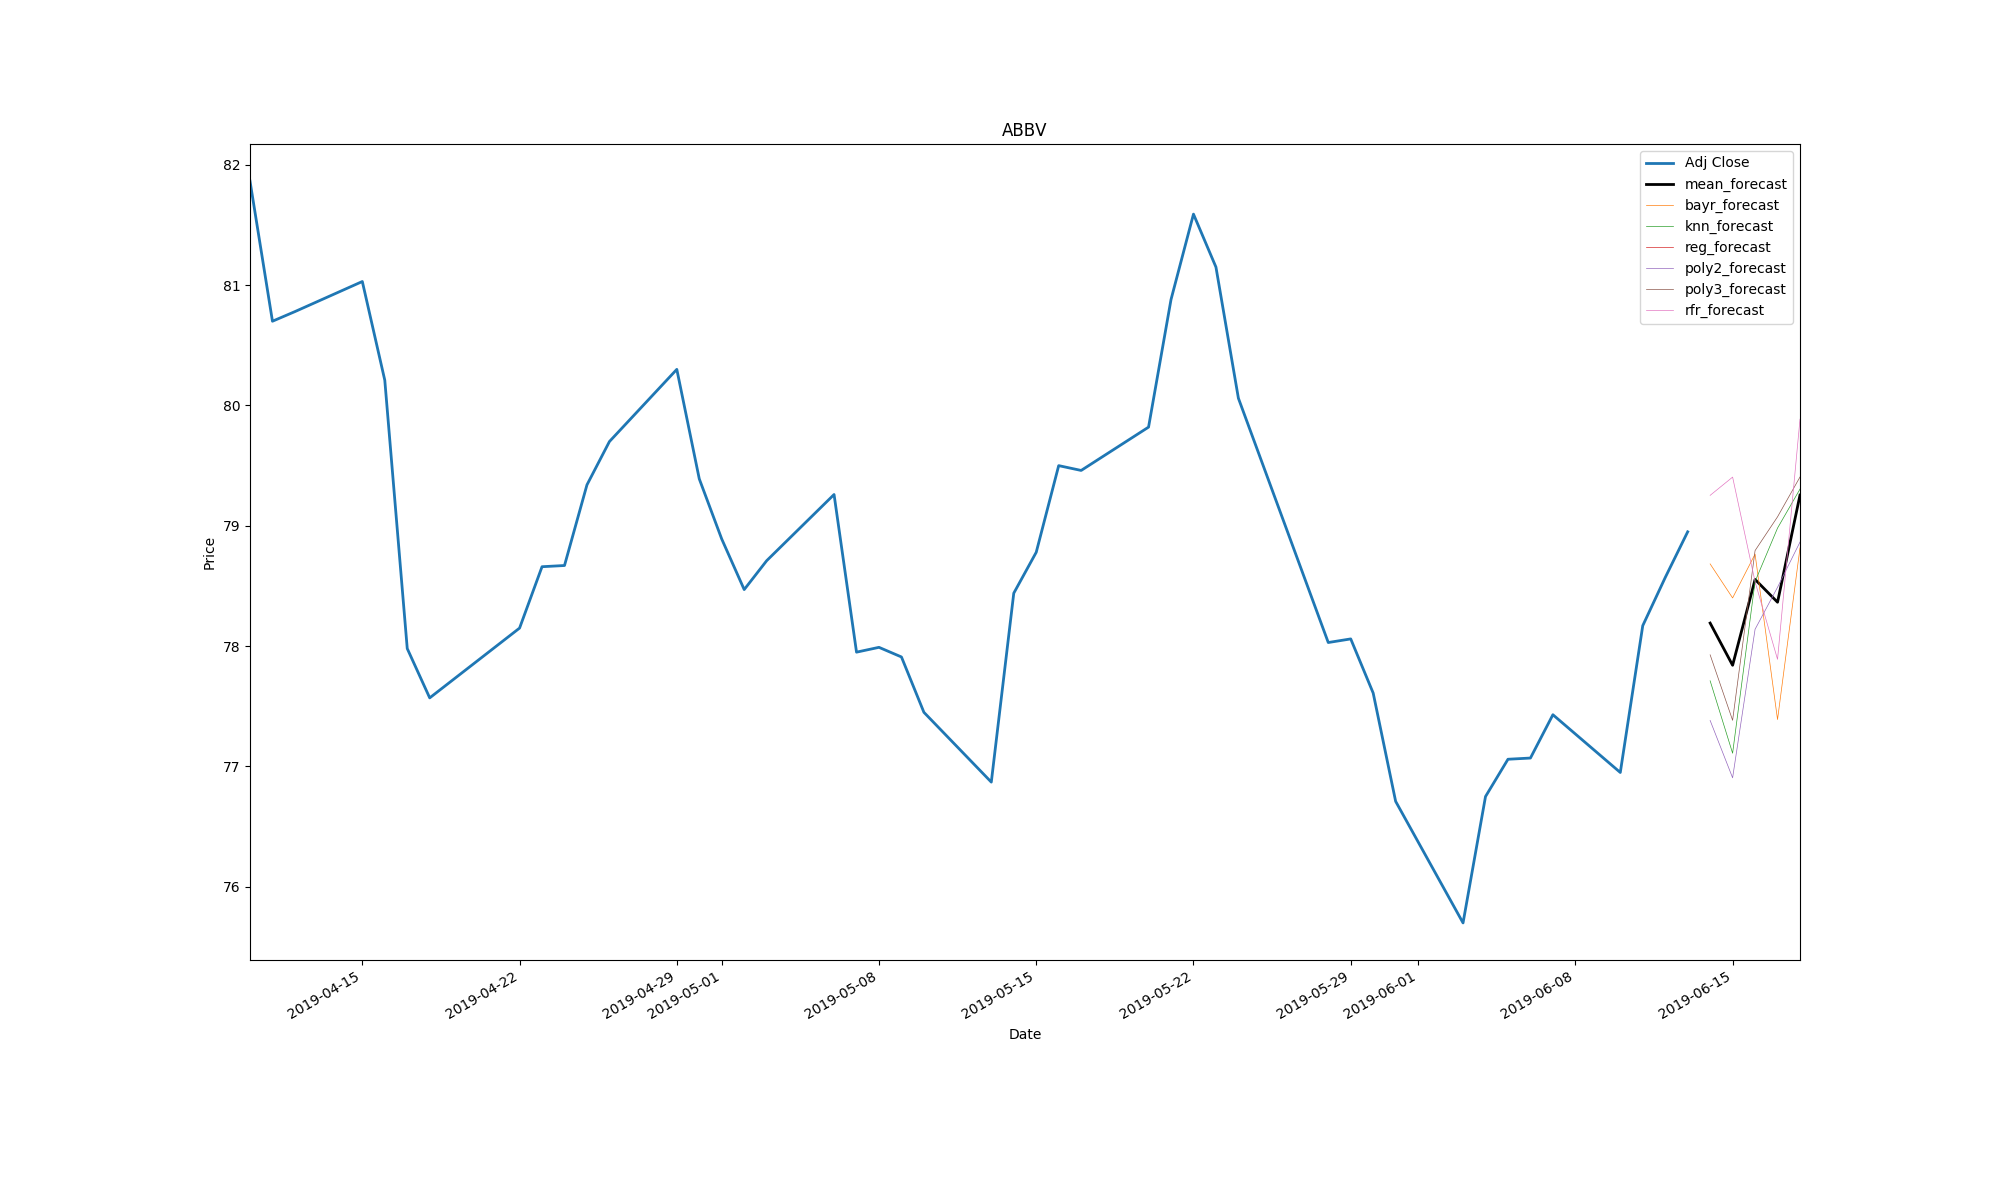 ABBV
82
81
80
79
78
77
76
Price
Adj Close
mean_forecast
bayr_forecast
knn_forecast
reg_forecast
poly2_forecast
poly3_forecast
rfr_forecast
2019-04-15
2019-04-22
2019-04-29
2019-05-01
2019-05-08
2019-05-15
2019-05-22
2019-05-29
2019-06-01
2019-06-08
2019-06-15
Date